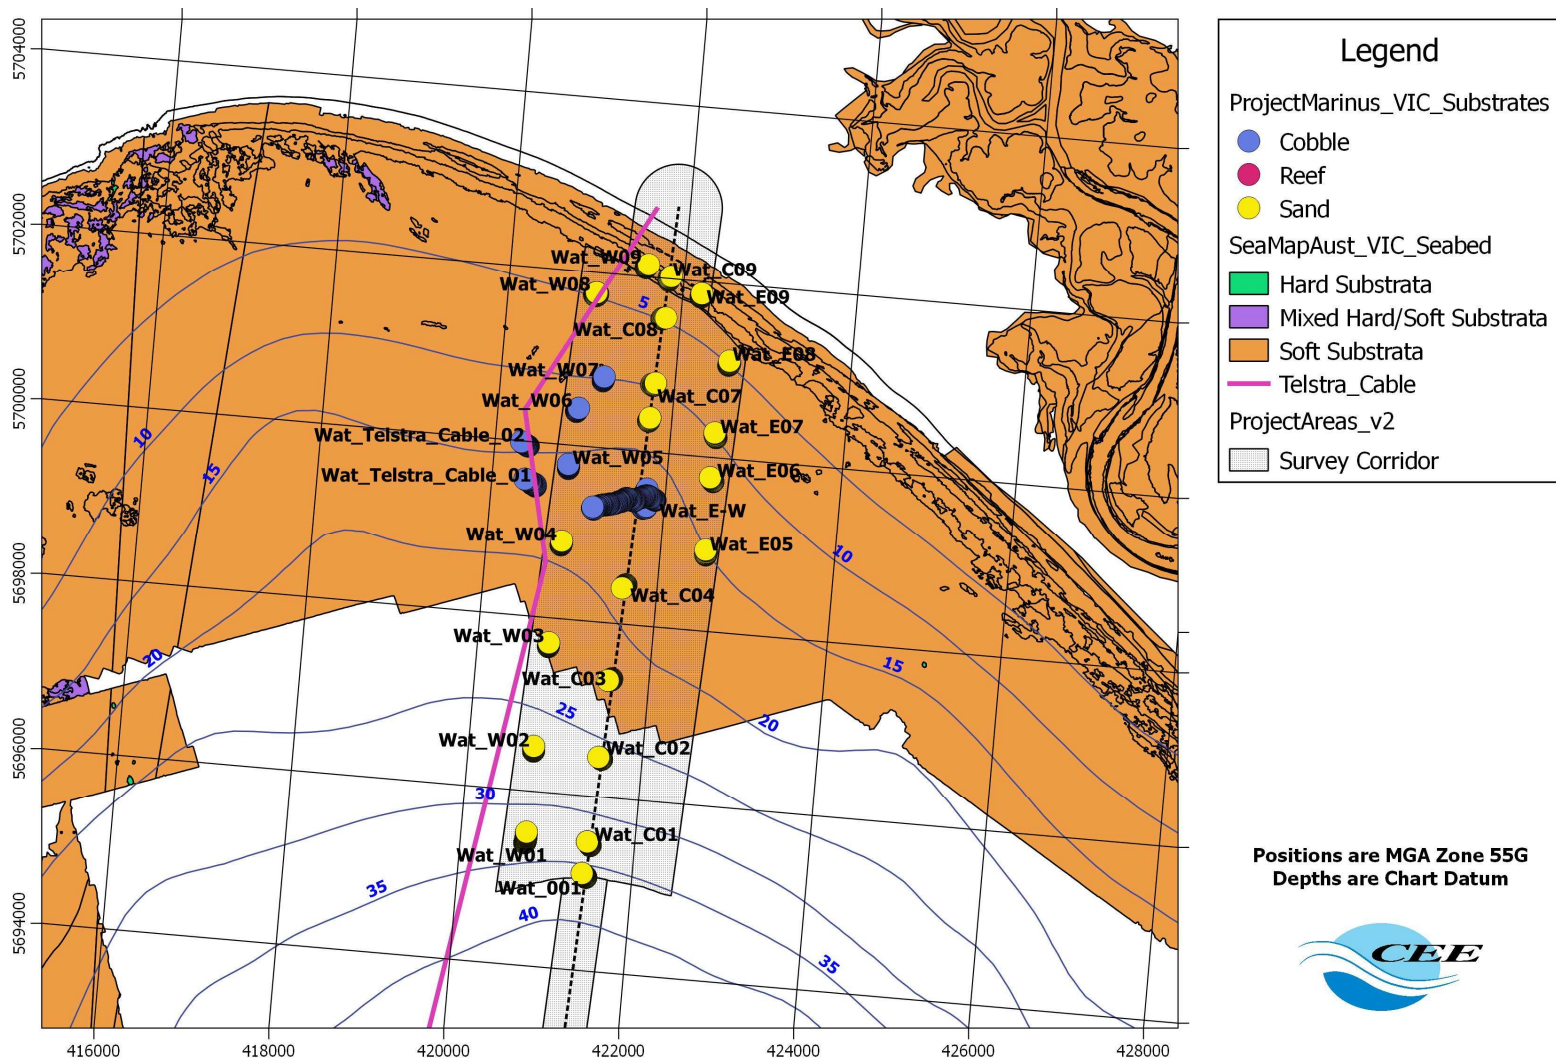 5704000
5702000
5700000
5698000
5696000
5694000
416000
418000
420000
422000
424000
426000
428000
Wat_W09
Wat_C09
Wat_W08
Wat_E09
5
Wat_C08
Wat_E08
Wat_W07
Wat_C07
Wat_W06
Wat_E07
10
Wat_Telstra_Cable_02
Wat_W05
15
Wat_Telstra_Cable_01
Wat_E06
Wat_E-W
Wat_W04
Wat_E05
10
Wat_C04
Wat_W03
20
15
Wat_C03
25
20
Wat_W02
Wat_C02
30
Wat_C01
Wat_W01
35
Wat_001
40
35
Legend
ProjectMarinus_VIC_Substrates
Cobble
Reef
Sand
SeaMapAust_VIC_Seabed
Hard Substrata
Mixed Hard/Soft Substrata
Soft Substrata
Telstra_Cable
ProjectAreas_v2
Survey Corridor
Positions are MGA Zone 55G
Depths are Chart Datum
CEE